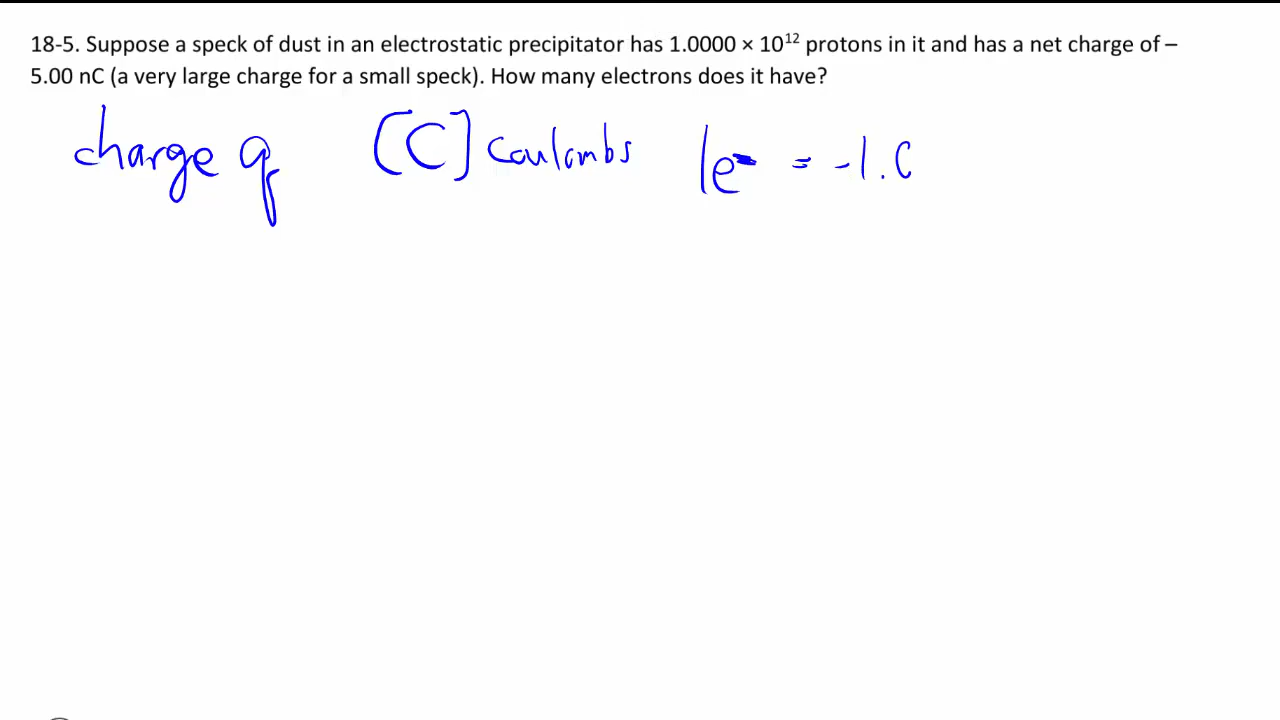 18-5. Suppose a speck of dust in an electrostatic precipitator has 1.0000 × 10¹² protons in it and has a net charge of –
5.00 nC (a very large charge for a small speck). How many electrons does it have?
charge q [C] coulombs 1e⁻ = -1.6